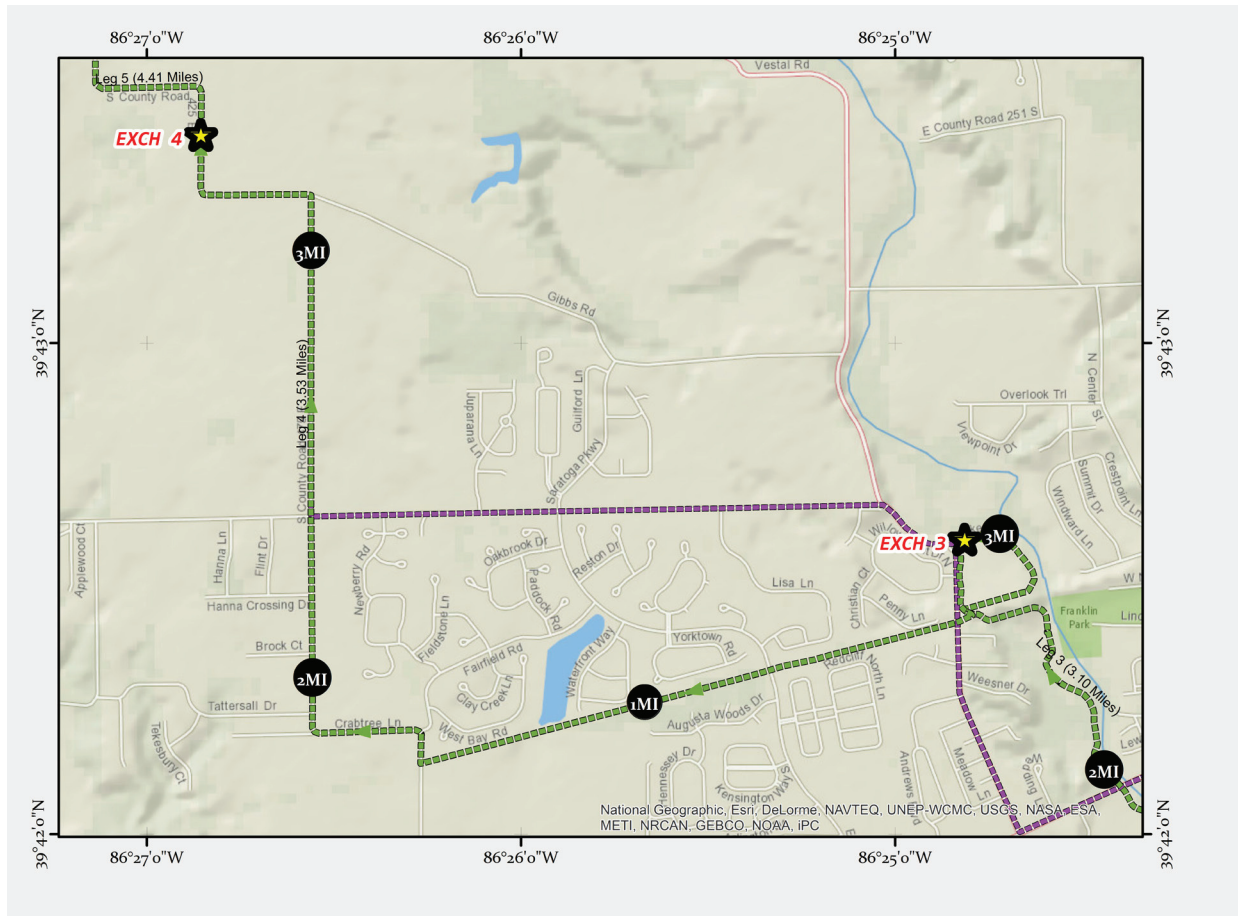 86°27'0"W
86°26'0"W
86°25'0"W
Leg 5 (4.41 Miles)
S County Road
425
Vestal Rd
E County Road 251 S
EXCH 4
3MI
Gibbs Rd
39°43'0"N
39°43'0"N
N Center St
Leg 4 (3.53 Miles)
S County Road
Juparana Ln
Guilford Ln
Saratoga Pkwy
Overlook Trl
Viewpoint Dr
Crestpoint Ln
Summit Dr
Windward Ln
EXCH 3
3MI
Applewood Ct
Hanna Ln
Flint Dr
Hanna Crossing Dr
Brock Ct
Newberry Rd
Oakbrook Dr
Reston Dr
Paddock Rd
Fieldstone Ln
Fairfield Rd
Clay Creek Ln
Waterfront Way
Yorktown Rd
Lisa Ln
Christian Ct
Penny Ln
Redcliff North Ln
Franklin
Park
Leg 3 (3.10 Miles)
Weesner Dr
2MI
1MI
Tattersall Dr
Crabtree Ln
West Bay Rd
Augusta Woods Dr
Tekesbury Ct
Hennessey Dr
Kensington Way
Meadow Ln
2MI
National Geographic, Esri, DeLorme, NAVTEQ, UNEP-WCMC, USGS, NASA, ESA,
METI, NRCAN, GEBCO, NOAA, iPC
39°42'0"N
39°42'0"N
86°27'0"W
86°26'0"W
86°25'0"W